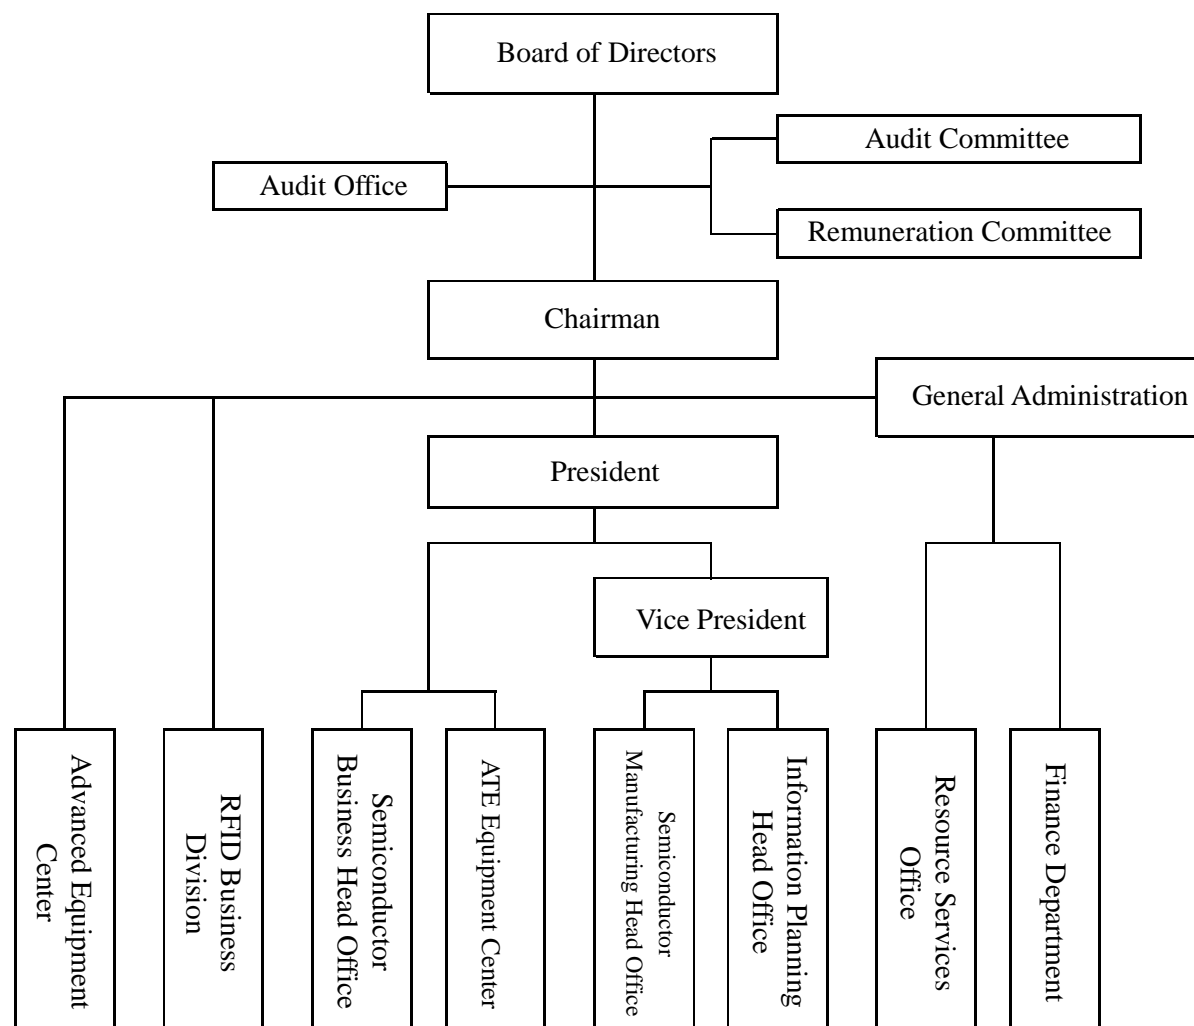 Board of Directors
Audit Committee
Audit Office
Remuneration Committee
Chairman
General Administration
President
Vice President
Advanced Equipment
Center
RFID Business
Division
Semiconductor
Business Head Office
ATE Equipment Center
Semiconductor
Manufacturing Head Office
Information Planning
Head Office
Resource Services
Office
Finance Department